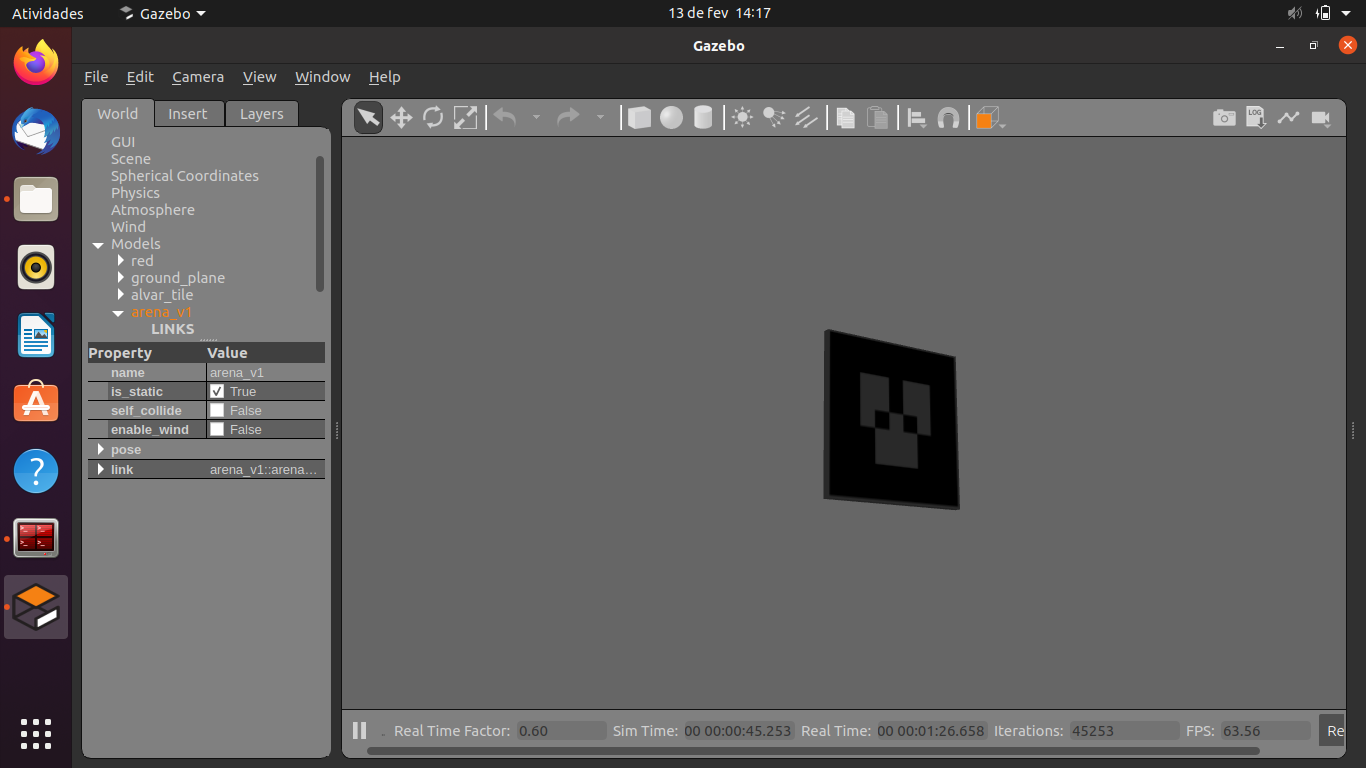 Atividades Gazebo 13 de fev 14:17
Gazebo
File Edit Camera View Window Help
World Insert Layers
LOG
GUI
Scene
Spherical Coordinates
Physics
Atmosphere
Wind
Models
red
ground_plane
alvar_tile
arena_v1
LINKS
Property Value
name arena_v1
is_static True
self_collide False
enable_wind False
pose
link arena_v1::arena…
Real Time Factor: 0.60 Sim Time: 00 00:00:45.253 Real Time: 00 00:01:26.658 Iterations: 45253 FPS: 63.56 Re